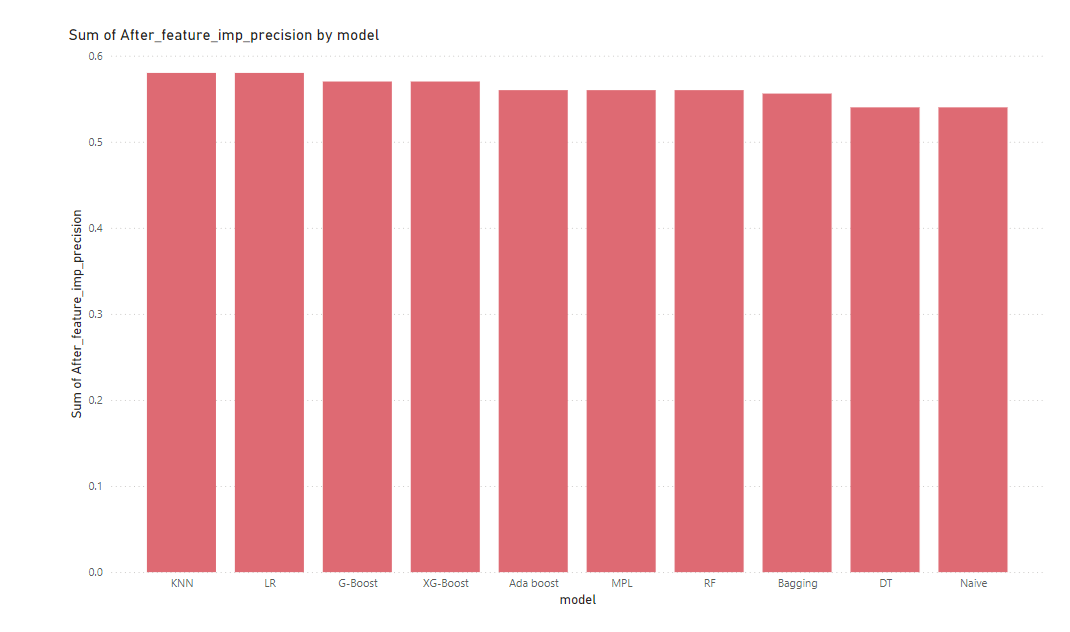 Sum of After_feature_imp_precision by model
Sum of After_feature_imp_precision
0.6
0.5
0.4
0.3
0.2
0.1
0.0
KNN LR G-Boost XG-Boost Ada boost MPL RF Bagging DT Naive
model